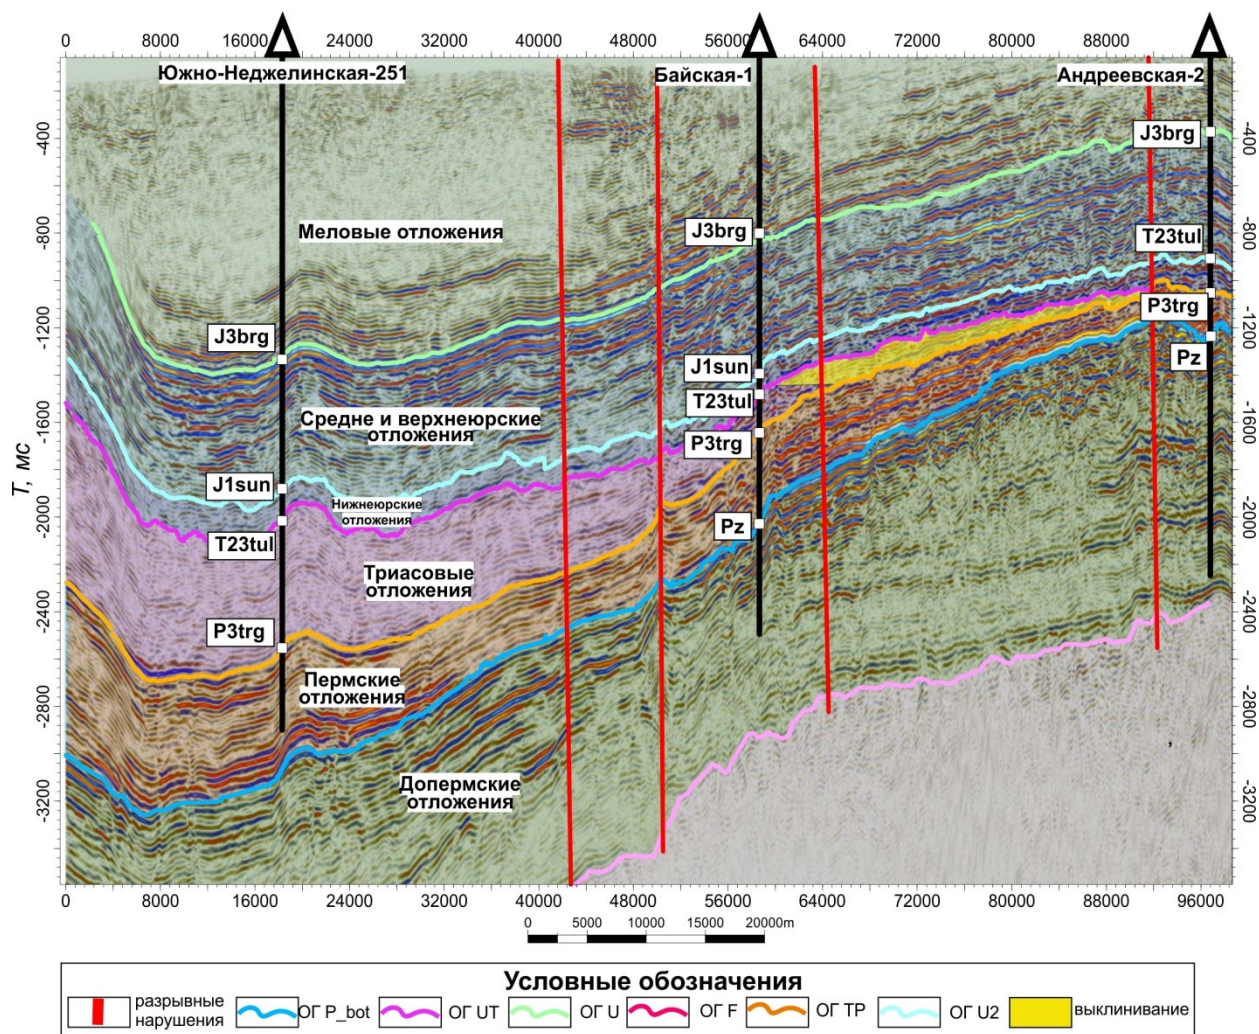 0 8000 16000 24000 32000 40000 48000 56000 64000 72000 80000 88000
Южно-Неджелинская-251
Байская-1
Андреевская-2
-400
-800
-1200
-1600
-2000
-2400
-2800
-3200
T, мс
-400
-800
-1200
-1600
-2000
-2400
-2800
-3200
J3brg
J3brg
J3brg
Меловые отложения
T23tul
P3trg
Pz
J1sun
T23tul
P3trg
Pz
Средне и верхнеюрские
отложения
J1sun
Нижнеюрские
отложения
T23tul
Триасовые
отложения
P3trg
Пермские
отложения
Допермские
отложения
0 8000 16000 24000 32000 40000 48000 56000 64000 72000 80000 88000 96000
0 5000 10000 15000 20000m
Условные обозначения
разрывные
нарушения
ОГ P_bot
ОГ UT
ОГ U
ОГ F
ОГ TP
ОГ U2
выклинивание